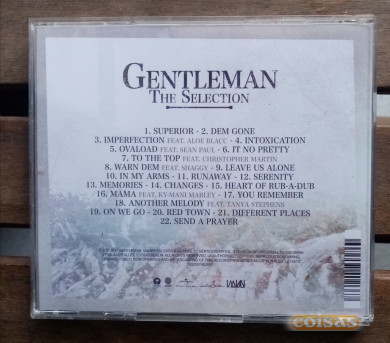 GENTLEMAN
THE SELECTION
1. SUPERIOR - 2. DEM GONE
3. IMPERFECTION FEAT. ALOE BLACC - 4. INTOXICATION
5. OVALOAD FEAT. SEAN PAUL - 6. IT NO PRETTY
7. TO THE TOP FEAT. CHRISTOPHER MARTIN
8. WARN DEM FEAT. SHAGGY - 9. LEAVE US ALONE
10. IN MY ARMS - 11. RUNAWAY - 12. SERENITY
13. MEMORIES - 14. CHANGES - 15. HEART OF RUB-A-DUB
16. MAMA FEAT. KY-MANI MARLEY - 17. YOU REMEMBER
18. ANOTHER MELODY FEAT. TANYA STEPHENS
19. ON WE GO - 20. RED TOWN - 21. DIFFERENT PLACES
22. SEND A PRAYER
coisas